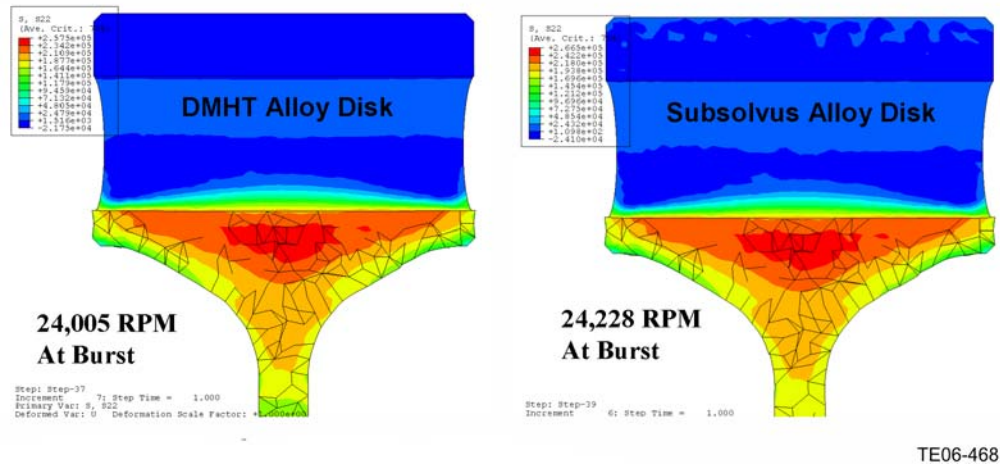 S, S22
(Ave. Crit.: 7
+2.575e+05
+2.342e+05
+2.109e+05
+1.877e+05
+1.644e+05
+1.411e+05
+1.179e+05
+9.459e+04
+7.132e+04
+4.805e+04
+2.479e+04
+1.516e+03
-2.175e+04
DMHT Alloy Disk
24,005 RPM
At Burst
Step: Step-37
Increment 7: Step Time = 1.000
Primary Var: S, S22
Deformed Var: U Deformation Scale Factor: +1.000e+00
S, S22
(Ave. Crit.: 7
+2.665e+05
+2.422e+05
+2.180e+05
+1.938e+05
+1.696e+05
+1.454e+05
+1.212e+05
+9.696e+04
+7.275e+04
+4.854e+04
+2.432e+04
+1.098e+02
-2.410e+04
Subsolvus Alloy Disk
24,228 RPM
At Burst
Step: Step-39
Increment 6: Step Time = 1.000
TE06-468